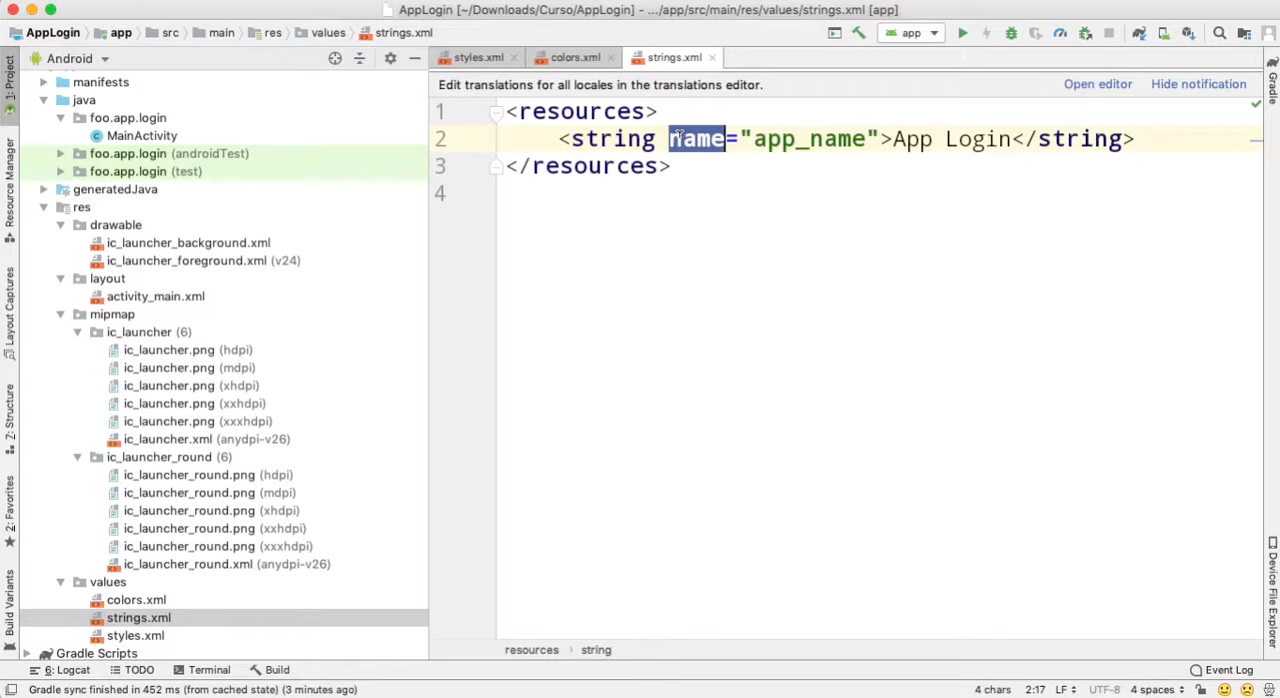 AppLogin [~/Downloads/Curso/AppLogin] - .../app/src/main/res/values/strings.xml [app]
AppLogin app src main res values strings.xml app
Android
styles.xml colors.xml strings.xml
Edit translations for all locales in the translations editor. Open editor Hide notification
manifests
java
foo.app.login
MainActivity
foo.app.login (androidTest)
foo.app.login (test)
generatedJava
res
drawable
ic_launcher_background.xml
ic_launcher_foreground.xml (v24)
layout
activity_main.xml
mipmap
ic_launcher (6)
ic_launcher.png (hdpi)
ic_launcher.png (mdpi)
ic_launcher.png (xhdpi)
ic_launcher.png (xxhdpi)
ic_launcher.png (xxxhdpi)
ic_launcher.xml (anydpi-v26)
ic_launcher_round (6)
ic_launcher_round.png (hdpi)
ic_launcher_round.png (mdpi)
ic_launcher_round.png (xhdpi)
ic_launcher_round.png (xxhdpi)
ic_launcher_round.png (xxxhdpi)
ic_launcher_round.xml (anydpi-v26)
values
colors.xml
strings.xml
styles.xml
Gradle Scripts
1 <resources>
2 <string name="app_name">App Login</string>
3 </resources>
4
resources › string
1: Project
Resource Manager
Layout Captures
7: Structure
2: Favorites
Build Variants
Gradle
Device File Explorer
6: Logcat TODO Terminal Build Event Log
Gradle sync finished in 452 ms (from cached state) (3 minutes ago) 4 chars 2:17 LF UTF-8 4 spaces